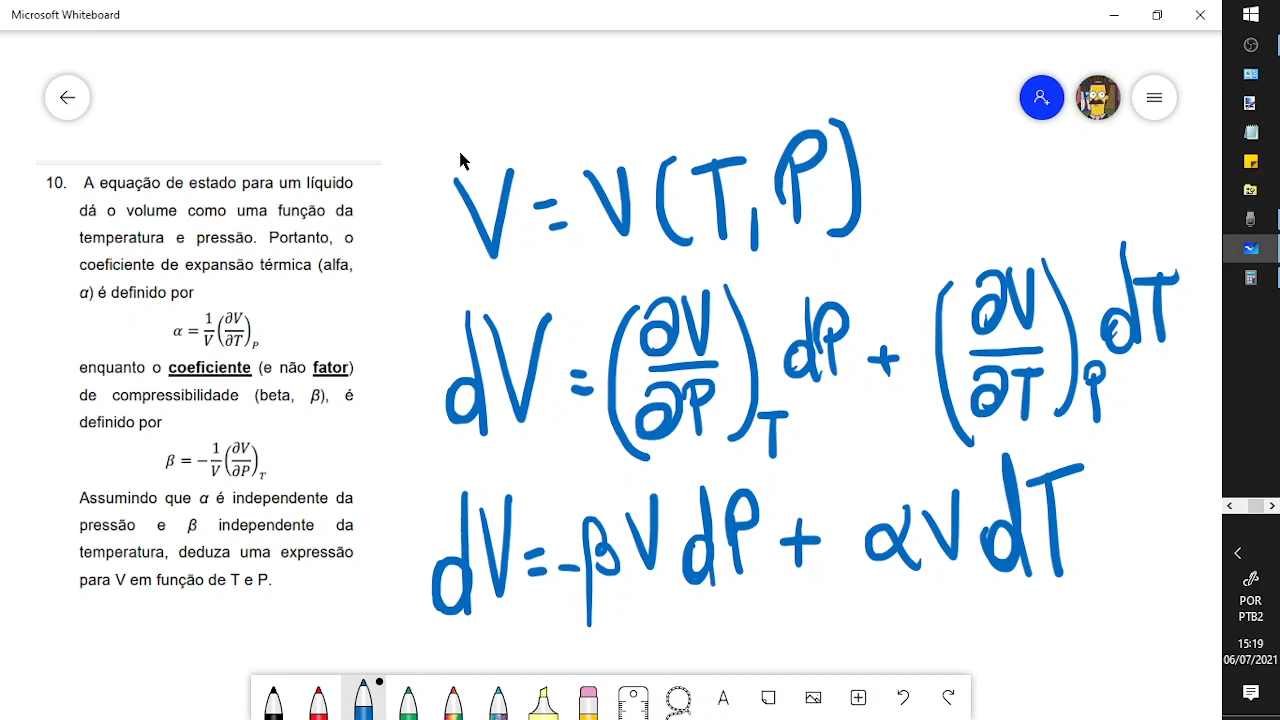 Microsoft Whiteboard
10. A equação de estado para um líquido
dá o volume como uma função da
temperatura e pressão. Portanto, o
coeficiente de expansão térmica (alfa,
α) é definido por
α = 1/V (∂V/∂T)_P
enquanto o coeficiente (e não fator)
de compressibilidade (beta, β), é
definido por
β = −1/V (∂V/∂P)_T
Assumindo que α é independente da
pressão e β independente da
temperatura, deduza uma expressão
para V em função de T e P.
V = V(T, P)
dV = (∂V/∂P)_T dP + (∂V/∂T)_P dT
dV = -βV dP + αV dT
A
POR
PTB2
15:19
06/07/2021